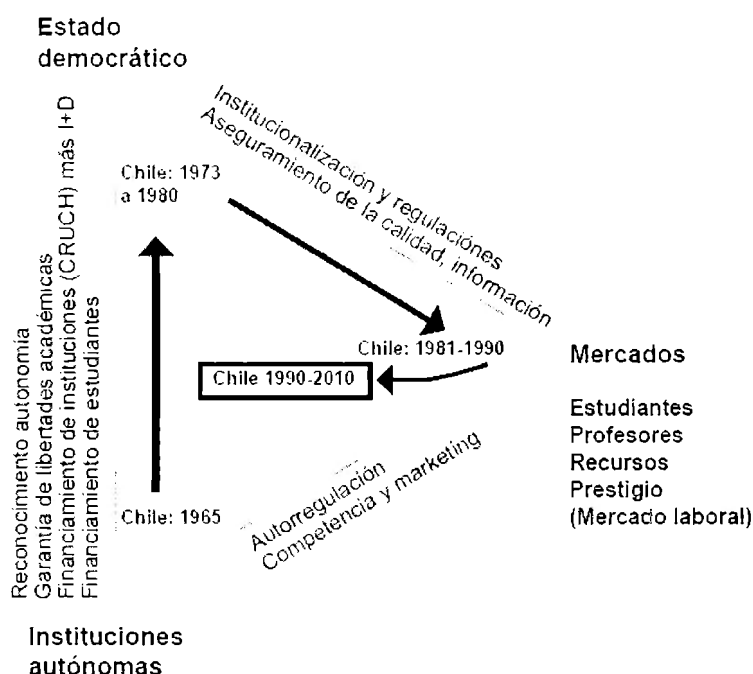 Estado
democrático
Institucionalización y regulaciónes
Aseguramiento de la calidad, información
Chile: 1973
a 1980
Reconocimiento autonomía
Garantía de libertades académicas
Financiamiento de instituciones (CRUCH) más I+D
Financiamiento de estudiantes
Chile: 1981-1990
Chile 1990-2010
Mercados
Estudiantes
Profesores
Recursos
Prestigio
(Mercado laboral)
Chile: 1965
Autorregulación
Competencia y marketing
Instituciones
autónomas